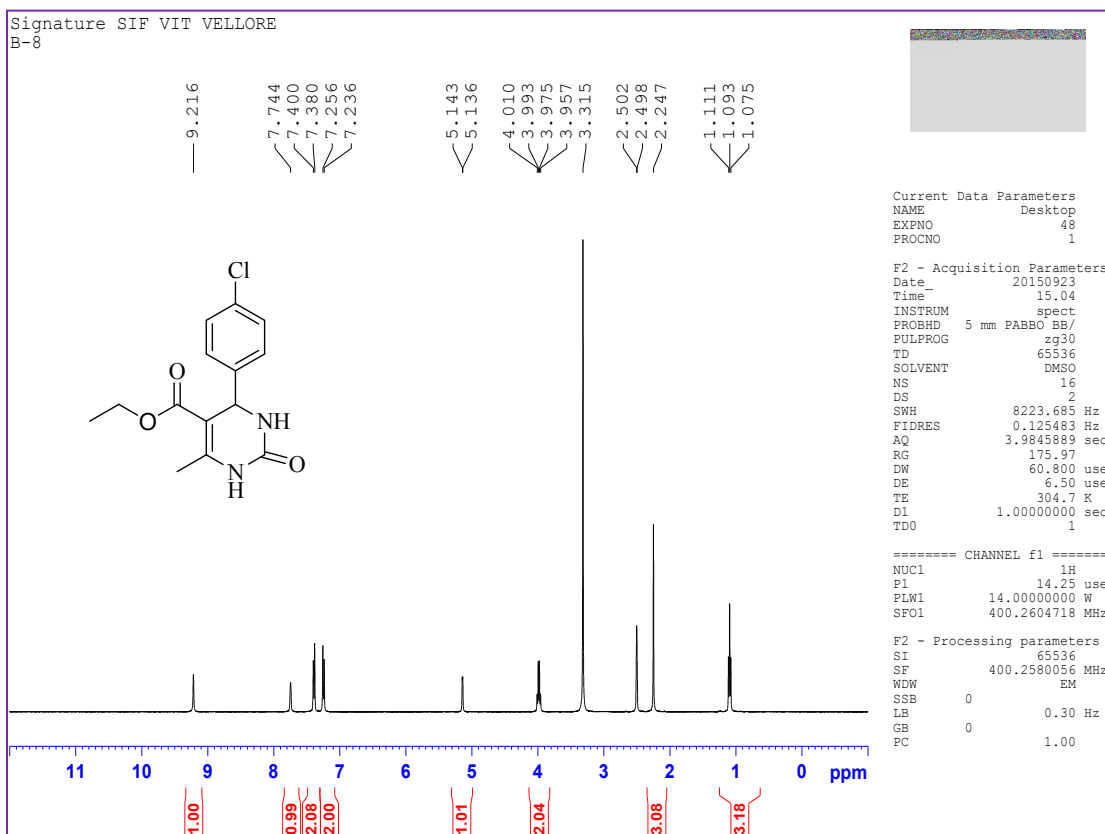 Signature SIF VIT VELLORE
B-8
9.216
7.744
7.400
7.380
7.256
7.236
5.143
5.136
4.010
3.993
3.975
3.957
3.315
2.502
2.498
2.247
1.111
1.093
1.075
Cl
O
O
NH
N
H
O
Current Data Parameters
NAME Desktop
EXPNO 48
PROCNO 1
F2 - Acquisition Parameters
Date_ 20150923
Time 15.04
INSTRUM spect
PROBHD 5 mm PABBO BB/
PULPROG zg30
TD 65536
SOLVENT DMSO
NS 16
DS 2
SWH 8223.685 Hz
FIDRES 0.125483 Hz
AQ 3.9845889 sec
RG 175.97
DW 60.800 use
DE 6.50 use
TE 304.7 K
D1 1.00000000 sec
TD0 1
======== CHANNEL f1 =======
NUC1 1H
P1 14.25 use
PLW1 14.00000000 W
SFO1 400.2604718 MHz
F2 - Processing parameters
SI 65536
SF 400.2580056 MHz
WDW EM
SSB 0
LB 0.30 Hz
GB 0
PC 1.00
11 10 9 8 7 6 5 4 3 2 1 0 ppm
1.00
0.99
2.08
2.00
1.01
2.04
3.08
3.18